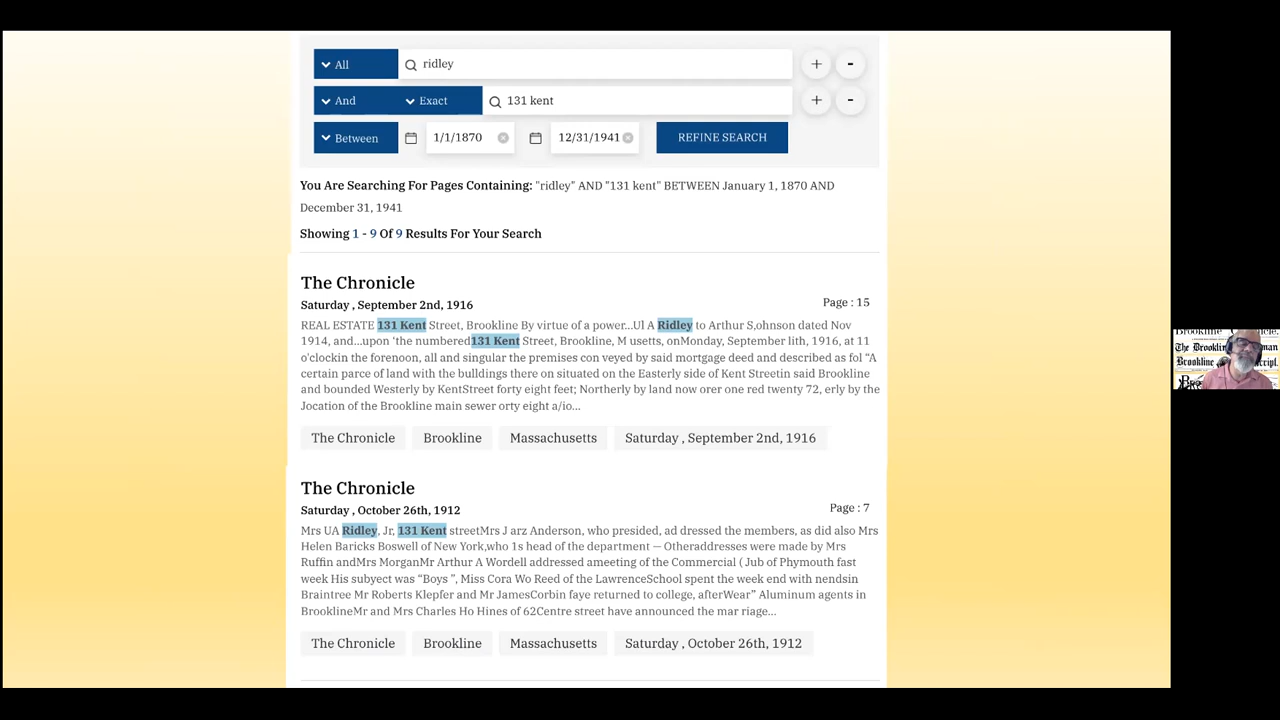 All ridley + -
And Exact 131 kent + -
Between 1/1/1870 12/31/1941 REFINE SEARCH
You Are Searching For Pages Containing: "ridley" AND "131 kent" BETWEEN January 1, 1870 AND
December 31, 1941
Showing 1 - 9 Of 9 Results For Your Search
The Chronicle
Saturday , September 2nd, 1916
Page : 15
REAL ESTATE 131 Kent Street, Brookline By virtue of a power...Ul A Ridley to Arthur S,ohnson dated Nov
1914, and...upon ‘the numbered131 Kent Street, Brookline, M usetts, onMonday, September lith, 1916, at 11
o'clockin the forenoon, all and singular the premises con veyed by said mortgage deed and described as fol “A
certain parce of land with the bulldings there on situated on the Easterly side of Kent Streetin said Brookline
and bounded Westerly by KentStreet forty eight feet; Northerly by land now orer one red twenty 72, erly by the
Jocation of the Brookline main sewer orty eight a/io...
The Chronicle Brookline Massachusetts Saturday , September 2nd, 1916
The Chronicle
Saturday , October 26th, 1912
Page : 7
Mrs UA Ridley, Jr, 131 Kent streetMrs J arz Anderson, who presided, ad dressed the members, as did also Mrs
Helen Baricks Boswell of New York,who 1s head of the department — Otheraddresses were made by Mrs
Ruffin andMrs MorganMr Arthur A Wordell addressed ameeting of the Commercial ( Jub of Phymouth fast
week His subyect was “Boys ”, Miss Cora Wo Reed of the LawrenceSchool spent the week end with nendsin
Braintree Mr Roberts Klepfer and Mr JamesCorbin faye returned to college, afterWear” Aluminum agents in
BrooklineMr and Mrs Charles Ho Hines of 62Centre street have announced the mar riage...
The Chronicle Brookline Massachusetts Saturday , October 26th, 1912
The Brookl
Brookline